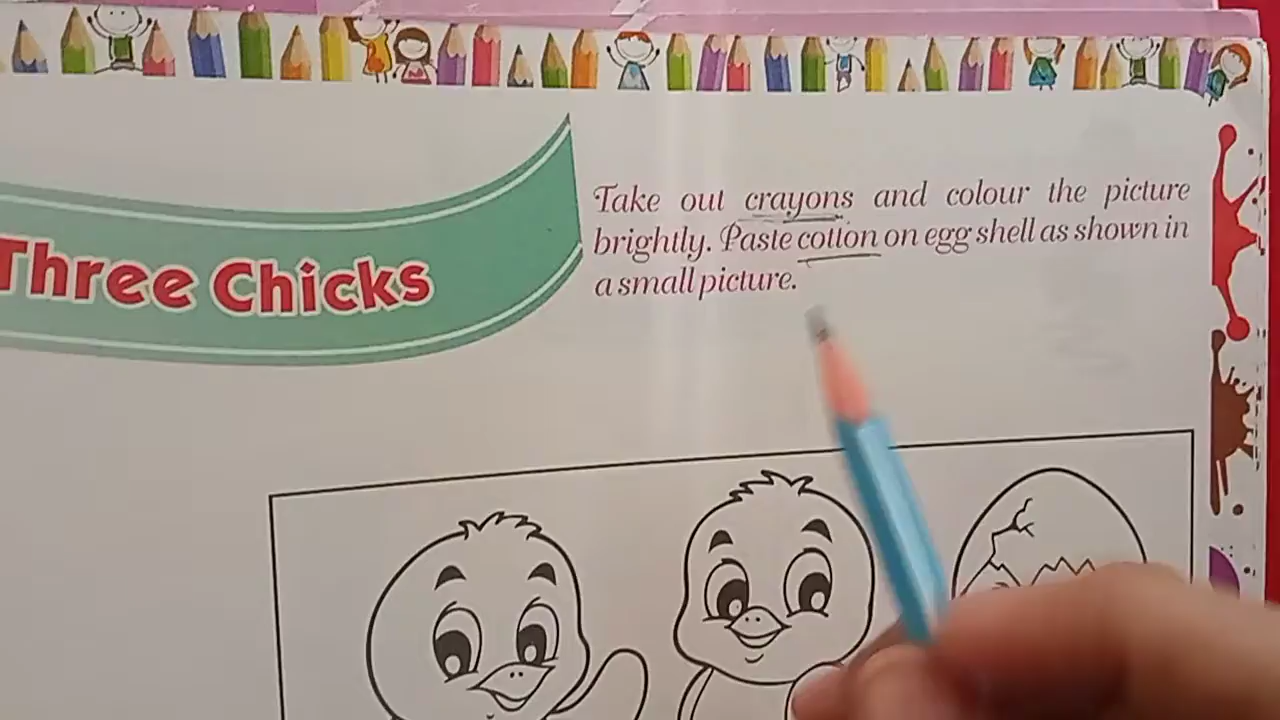 Three Chicks
Take out crayons and colour the picture
brightly. Paste cotton on egg shell as shown in
a small picture.